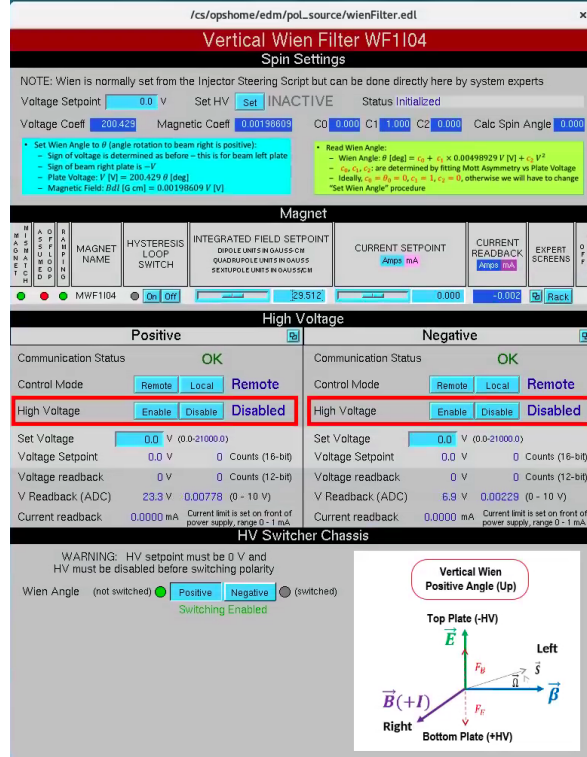 /cs/opshome/edm/pol_source/wienFilter.edl
×
Vertical Wien Filter WF1I04
Spin Settings
NOTE: Wien is normally set from the Injector Steering Script but can be done directly here by system experts
Voltage Setpoint 0.0 V Set HV Set INACTIVE Status Initialized
Voltage Coeff 200.429 Magnetic Coeff 0.00198609 C0 0.000 C1 1.000 C2 0.000 Calc Spin Angle 0.000
• Set Wien Angle to θ (angle rotation to beam right is positive):
– Sign of voltage is determined as before – this for beam left plate
– Sign of beam right plate is –V
– Plate Voltage: V [V] = 200.429 θ [deg]
– Magnetic Field: Bdl [G cm] = 0.00198609 V [V]
• Read Wien Angle:
– Wien Angle: θ [deg] = c₀ + c₁ × 0.00498929 V [V] + c₂ V²
– c₀, c₁, c₂: are determined by fitting Mott Asymmetry vs Plate Voltage
– Ideally, c₀ = θ₀ = 0, c₁ = 1, c₂ = 0, otherwise we will have to change "Set Wien Angle" procedure
Magnet
MAGNET MISMATCH ASSUMED LOOP RAMPING
MAGNET NAME
HYSTERESIS LOOP SWITCH
INTEGRATED FIELD SETPOINT
DIPOLE UNITS IN GAUSS-CM
QUADRUPOLE UNITS IN GAUSS
SEXTUPOLE UNITS IN GAUSS/CM
CURRENT SETPOINT
Amps mA
CURRENT READBACK
Amps mA
EXPERT SCREENS
OFF
MWF1I04 On Off 29.512 0.000 -0.002 Rack
High Voltage
Positive
Communication Status OK
Control Mode Remote Local Remote
High Voltage Enable Disable Disabled
Set Voltage 0.0 V (0.0-21000.0)
Voltage Setpoint 0.0 V 0 Counts (16-bit)
Voltage readback 0 V 0 Counts (12-bit)
V Readback (ADC) 23.3 V 0.00778 (0 - 10 V)
Current readback 0.0000 mA Current limit is set on front of power supply, range 0 - 1 mA
Negative
Communication Status OK
Control Mode Remote Local Remote
High Voltage Enable Disable Disabled
Set Voltage 0.0 V (0.0-21000.0)
Voltage Setpoint 0.0 V 0 Counts (16-bit)
Voltage readback 0 V 0 Counts (12-bit)
V Readback (ADC) 6.9 V 0.00229 (0 - 10 V)
Current readback 0.0000 mA Current limit is set on front of power supply, range 0 - 1 mA
HV Switcher Chassis
WARNING: HV setpoint must be 0 V and
HV must be disabled before switching polarity
Wien Angle (not switched) Positive Negative (switched)
Switching Enabled
Vertical Wien
Positive Angle (Up)
Top Plate (-HV)
E⃗
Left
F_B
S⃗
Ω⃗
β⃗
B⃗(+I)
F_E
Right
Bottom Plate (+HV)